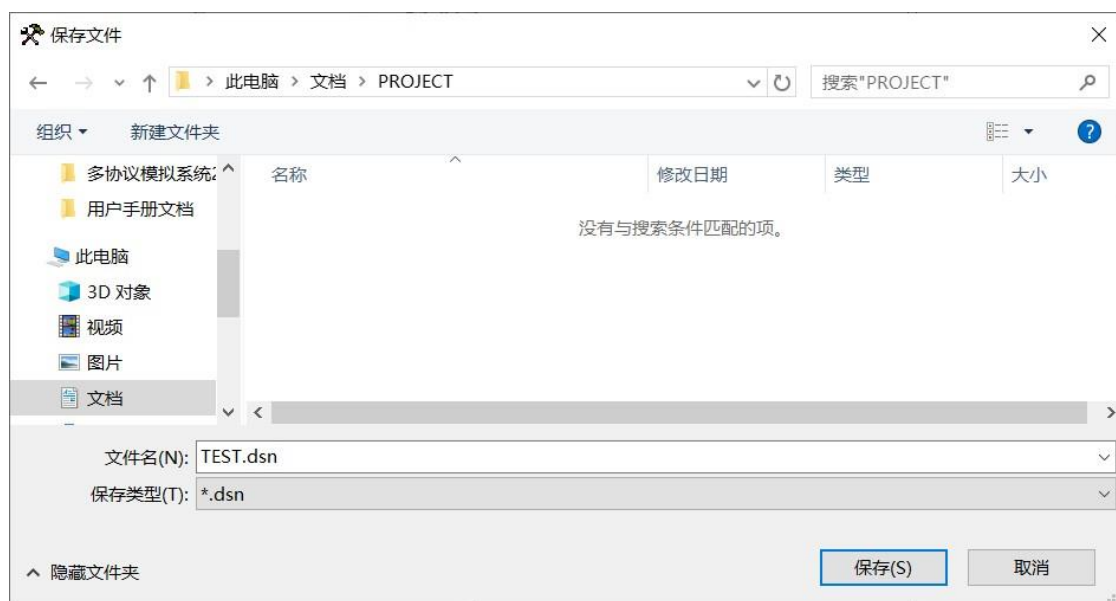 保存文件
此电脑 > 文档 > PROJECT
搜索"PROJECT"
组织
新建文件夹
多协议模拟系统2
用户手册文档
此电脑
3D 对象
视频
图片
文档
名称
修改日期
类型
大小
没有与搜索条件匹配的项。
文件名(N): TEST.dsn
保存类型(T): *.dsn
隐藏文件夹
保存(S)
取消